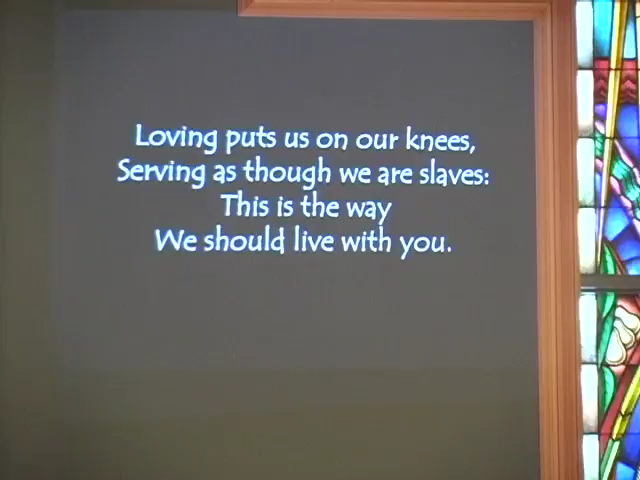 Loving puts us on our knees,
Serving as though we are slaves:
This is the way
We should live with you.